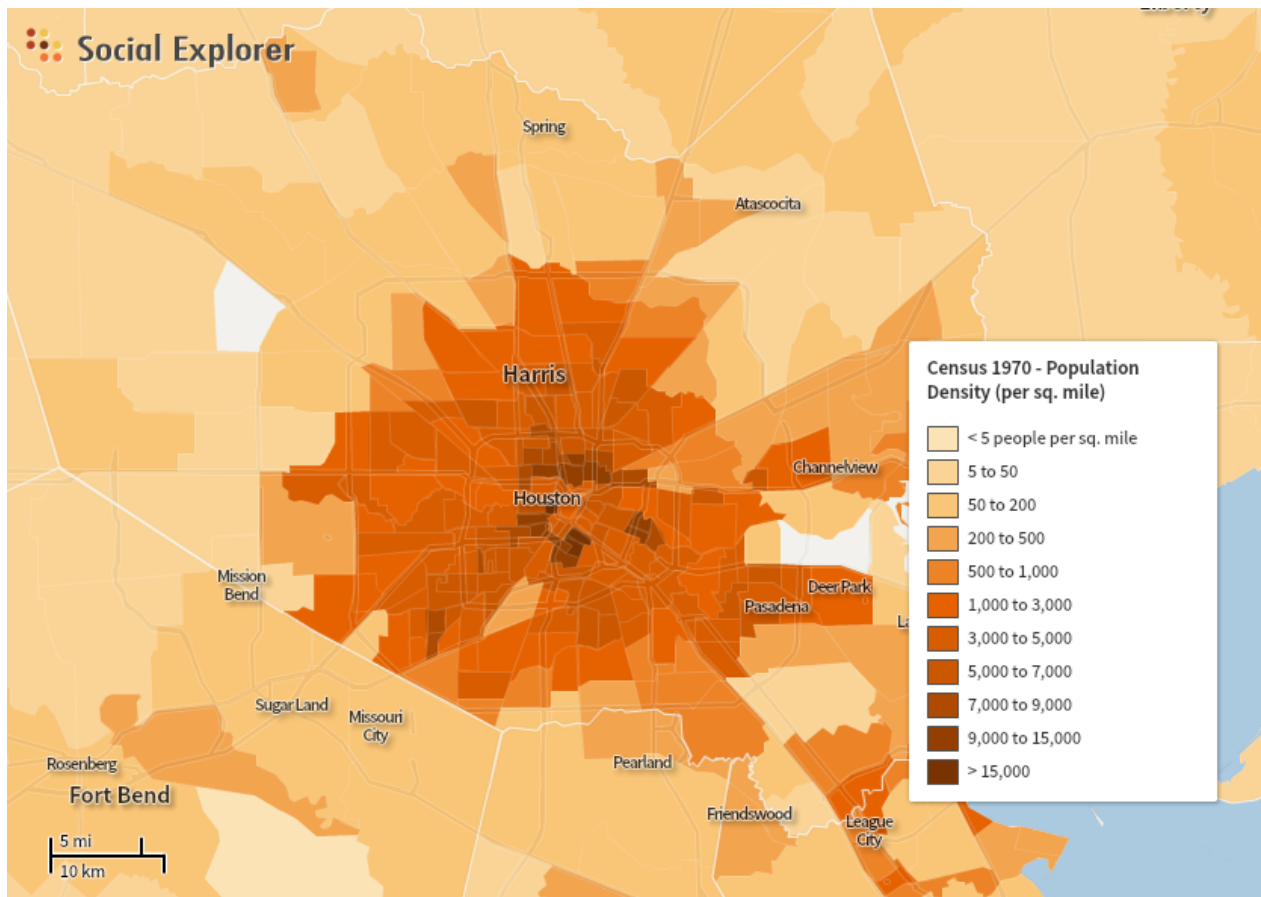 Social Explorer
Spring
Atascocita
Harris
Census 1970 - Population
Density (per sq. mile)
< 5 people per sq. mile
5 to 50
50 to 200
200 to 500
500 to 1,000
1,000 to 3,000
3,000 to 5,000
5,000 to 7,000
7,000 to 9,000
9,000 to 15,000
> 15,000
Channelview
Houston
Mission
Bend
Deer Park
Pasadena
La
Sugar Land
Missouri
City
Pearland
Rosenberg
Fort Bend
Friendswood
League
City
5 mi
10 km